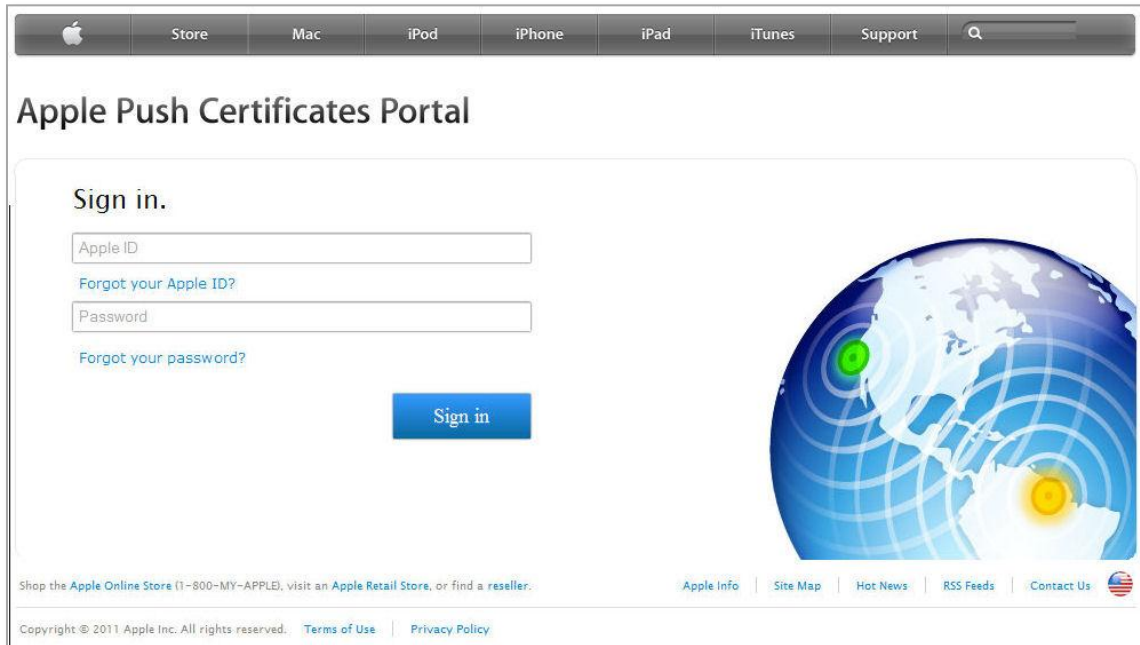 Store Mac iPod iPhone iPad iTunes Support
Apple Push Certificates Portal
Sign in.
Apple ID
Forgot your Apple ID?
Password
Forgot your password?
Sign in
Shop the Apple Online Store (1-800-MY-APPLE), visit an Apple Retail Store, or find a reseller. Apple Info Site Map Hot News RSS Feeds Contact Us
Copyright © 2011 Apple Inc. All rights reserved. Terms of Use Privacy Policy